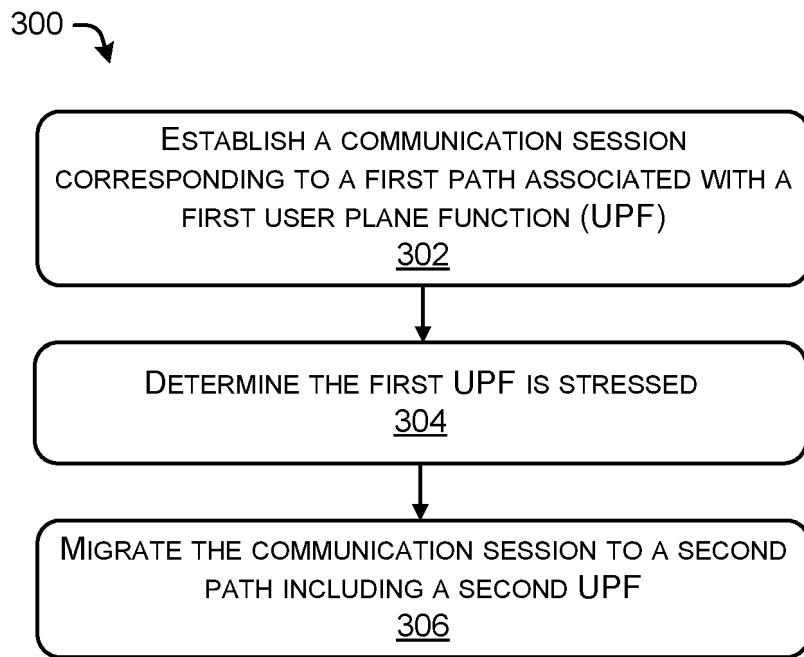 300
ESTABLISH A COMMUNICATION SESSION
CORRESPONDING TO A FIRST PATH ASSOCIATED WITH A
FIRST USER PLANE FUNCTION (UPF)
302
DETERMINE THE FIRST UPF IS STRESSED
304
MIGRATE THE COMMUNICATION SESSION TO A SECOND
PATH INCLUDING A SECOND UPF
306